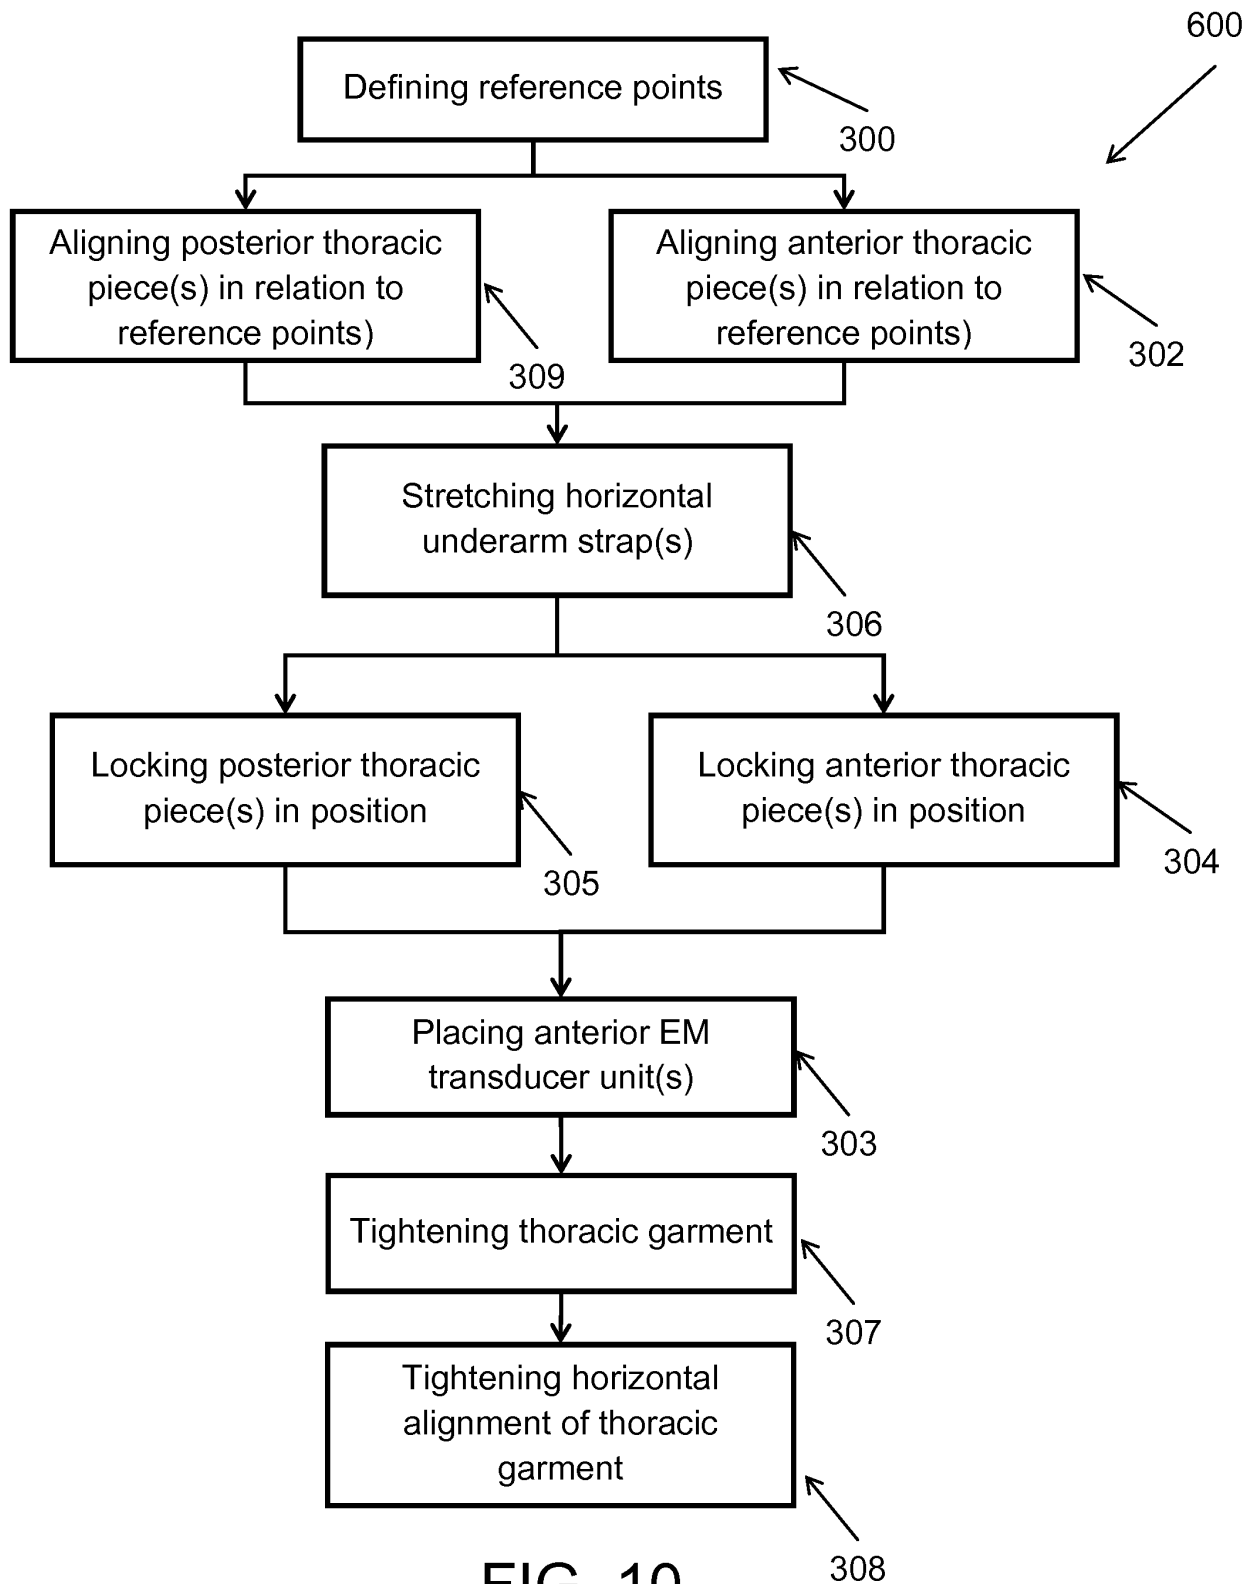 600
Defining reference points
300
Aligning posterior thoracic
piece(s) in relation to
reference points)
309
Aligning anterior thoracic
piece(s) in relation to
reference points)
302
Stretching horizontal
underarm strap(s)
306
Locking posterior thoracic
piece(s) in position
305
Locking anterior thoracic
piece(s) in position
304
Placing anterior EM
transducer unit(s)
303
Tightening thoracic garment
307
Tightening horizontal
alignment of thoracic
garment
308
FIG. 10